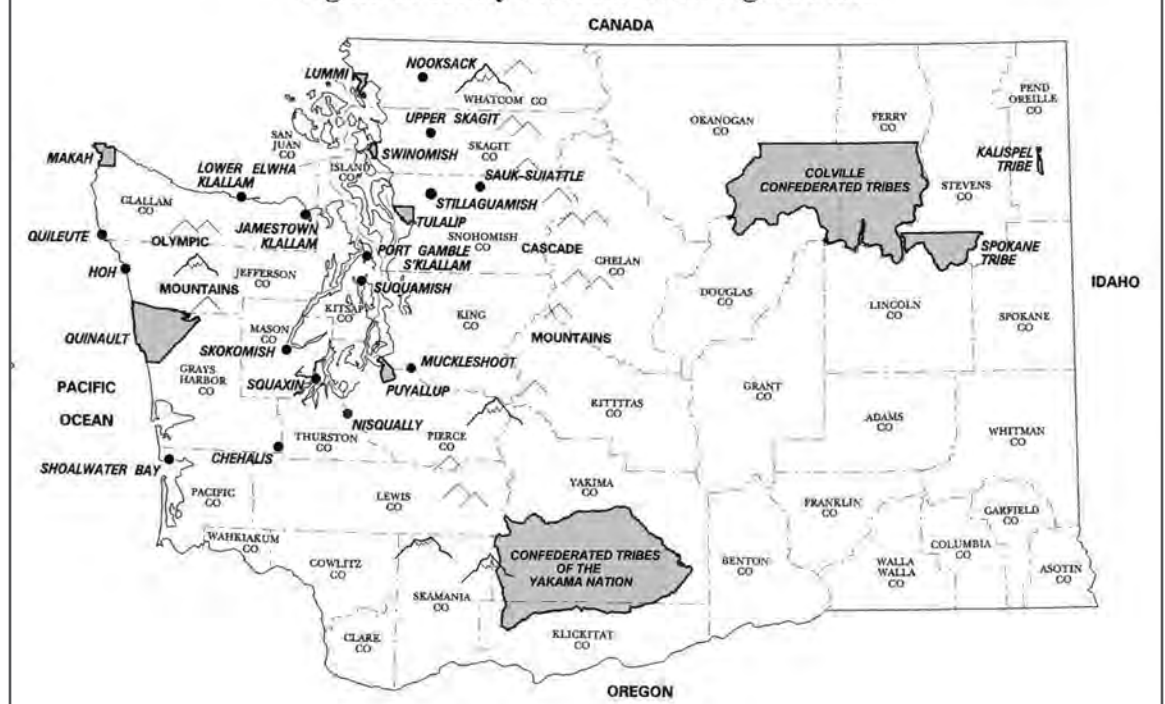 CANADA
NOOKSACK
LUMMI
WHATCOM CO
PEND
OREILLE
CO
OKANOGAN
CO
FERRY
CO
UPPER SKAGIT
SAN
JUAN
CO
SKAGIT
CO
SWINOMISH
MAKAH
LOWER ELWHA
KLALLAM
ISLAND
CO
KALISPEL
TRIBE
COLVILLE
CONFEDERATED TRIBES
SAUK-SUIATTLE
STEVENS
CO
CLALLAM
CO
STILLAGUAMISH
TULALIP
QUILEUTE
OLYMPIC
JAMESTOWN
KLALLAM
SNOHOMISH
CO
CASCADE
PORT GAMBLE
S'KLALLAM
SPOKANE
TRIBE
CHELAN
CO
HOH
JEFFERSON
CO
MOUNTAINS
SUQUAMISH
IDAHO
DOUGLAS
CO
LINCOLN
CO
KITSAP
CO
KING
CO
SPOKANE
CO
QUINAULT
MASON
CO
MOUNTAINS
SKOKOMISH
MUCKLESHOOT
GRAYS
HARBOR
CO
PACIFIC
OCEAN
SQUAXIN
PUYALLUP
GRANT
CO
KITTITAS
CO
NISQUALLY
ADAMS
CO
THURSTON
CO
PIERCE
CO
WHITMAN
CO
CHEHALIS
SHOALWATER BAY
YAKIMA
CO
PACIFIC
CO
LEWIS
CO
FRANKLIN
CO
GARFIELD
CO
WAHKIAKUM
CO
COLUMBIA
CO
CONFEDERATED TRIBES
OF THE
YAKAMA NATION
COWLITZ
CO
BENTON
CO
WALLA
WALLA
CO
ASOTIN
CO
SKAMANIA
CO
CLARK
CO
KLICKITAT
CO
OREGON